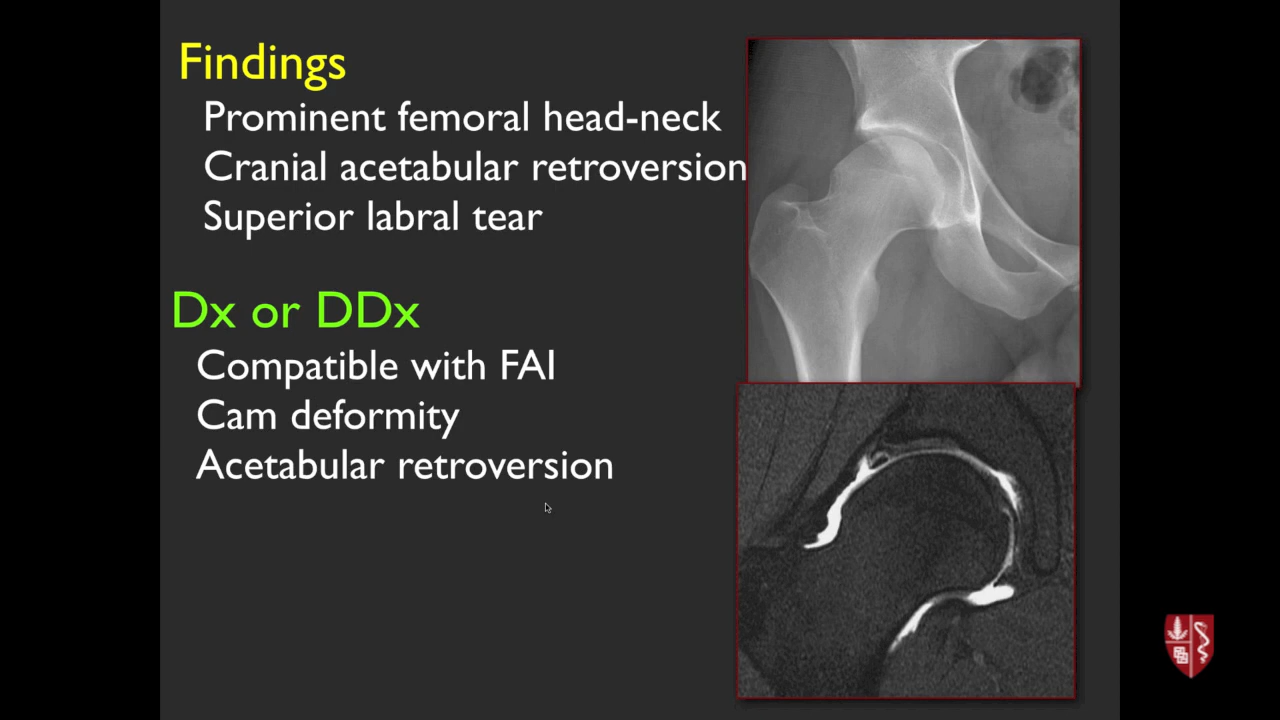 Findings
Prominent femoral head-neck
Cranial acetabular retroversion
Superior labral tear
Dx or DDx
Compatible with FAI
Cam deformity
Acetabular retroversion